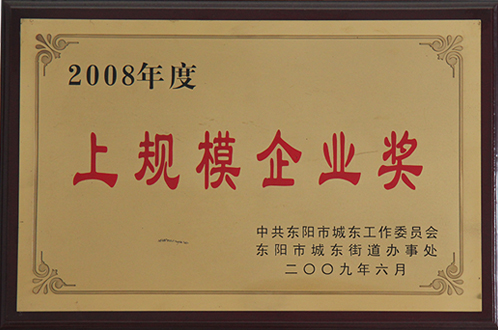 2008年度
上规模企业奖
中共东阳市城东工作委员会
东阳市城东街道办事处
二〇〇九年六月